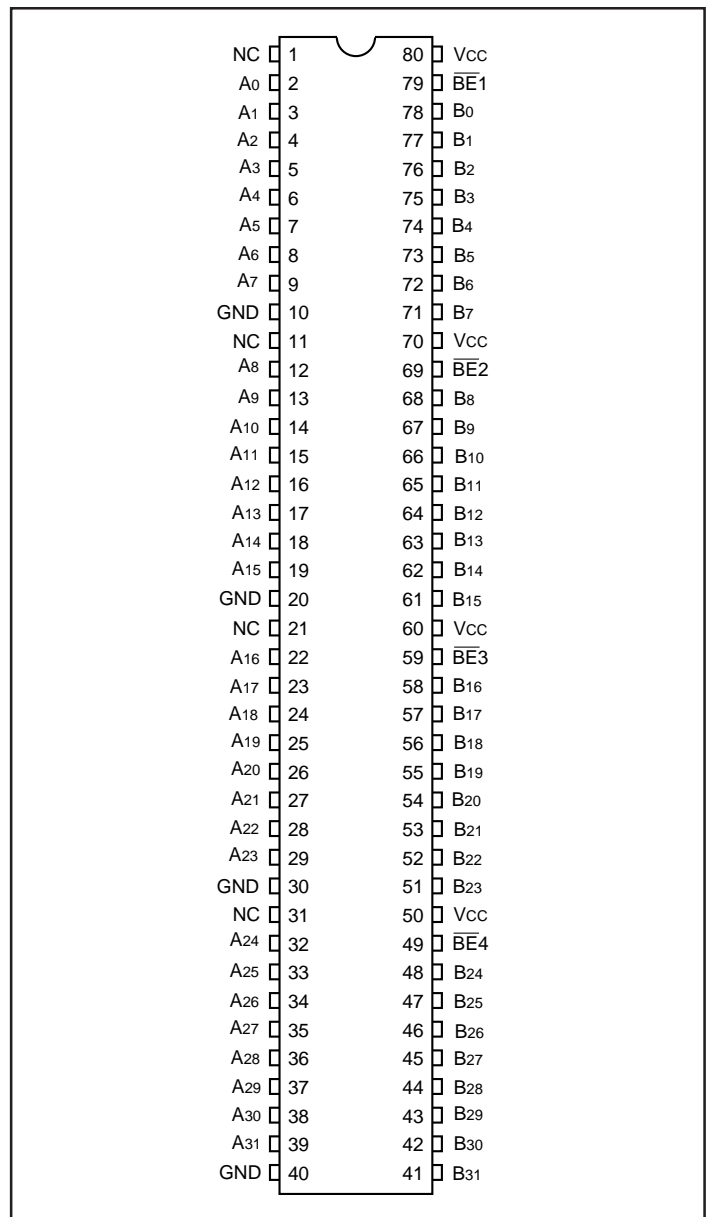 NC 1 80 VCC
A0 2 79 B̅E̅1
A1 3 78 B0
A2 4 77 B1
A3 5 76 B2
A4 6 75 B3
A5 7 74 B4
A6 8 73 B5
A7 9 72 B6
GND 10 71 B7
NC 11 70 VCC
A8 12 69 B̅E̅2
A9 13 68 B8
A10 14 67 B9
A11 15 66 B10
A12 16 65 B11
A13 17 64 B12
A14 18 63 B13
A15 19 62 B14
GND 20 61 B15
NC 21 60 VCC
A16 22 59 B̅E̅3
A17 23 58 B16
A18 24 57 B17
A19 25 56 B18
A20 26 55 B19
A21 27 54 B20
A22 28 53 B21
A23 29 52 B22
GND 30 51 B23
NC 31 50 VCC
A24 32 49 B̅E̅4
A25 33 48 B24
A26 34 47 B25
A27 35 46 B26
A28 36 45 B27
A29 37 44 B28
A30 38 43 B29
A31 39 42 B30
GND 40 41 B31